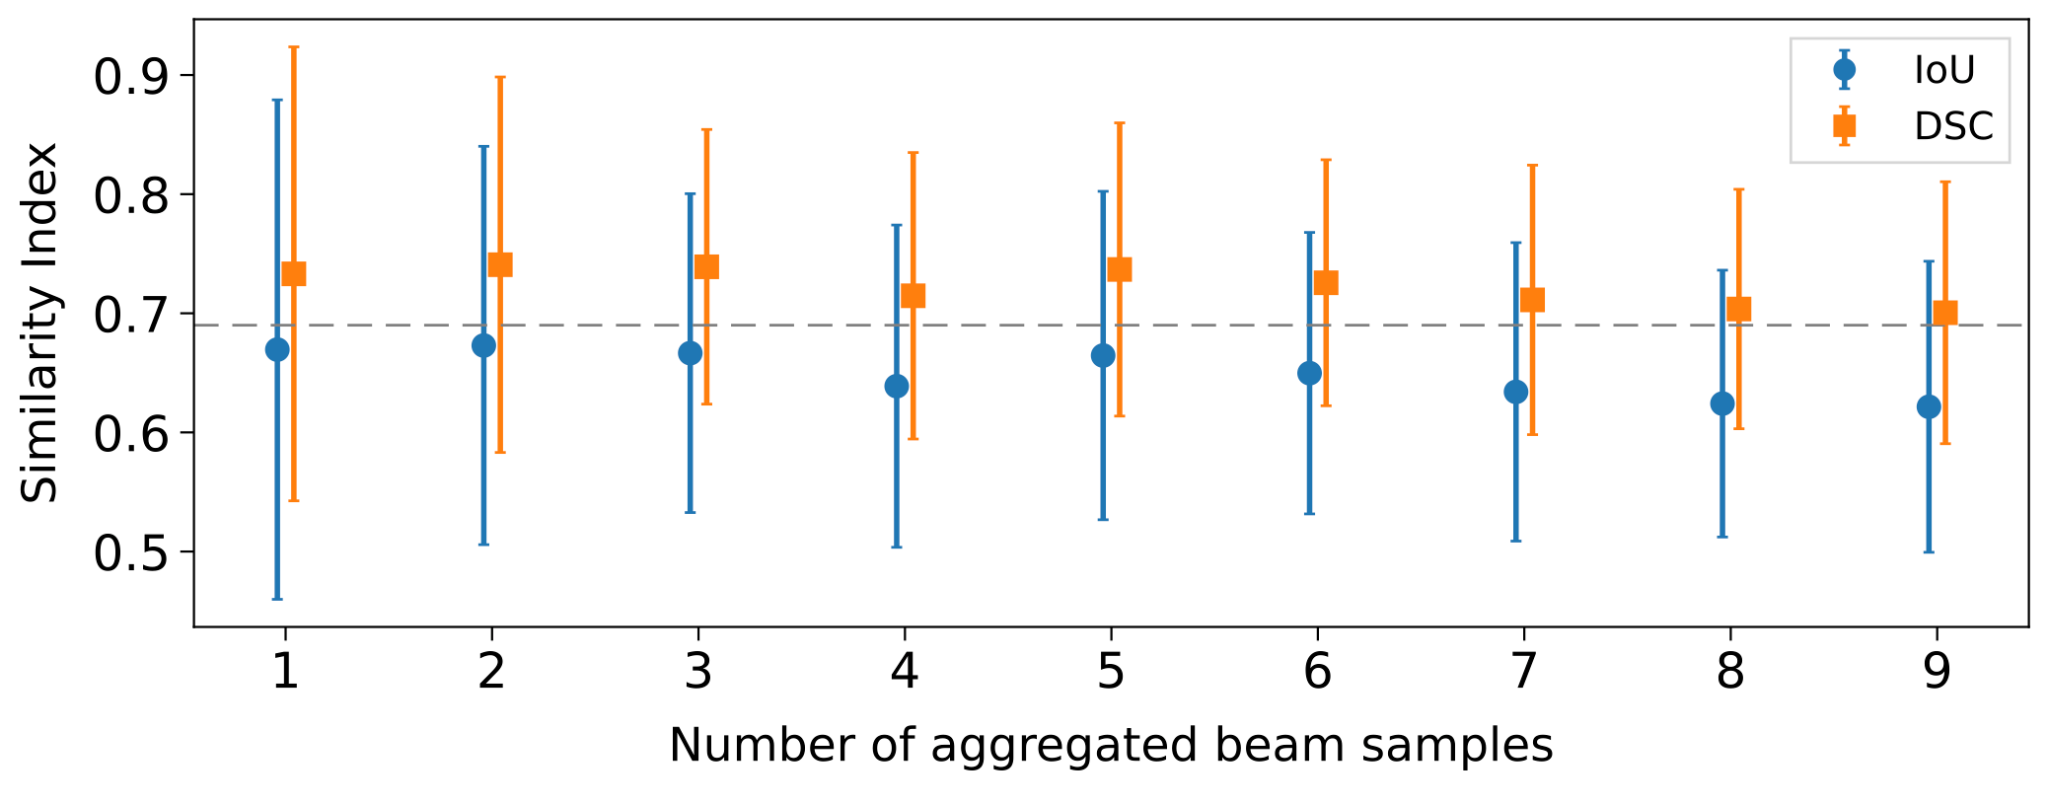 IoU
DSC
Similarity Index
0.9
0.8
0.7
0.6
0.5
1 2 3 4 5 6 7 8 9
Number of aggregated beam samples